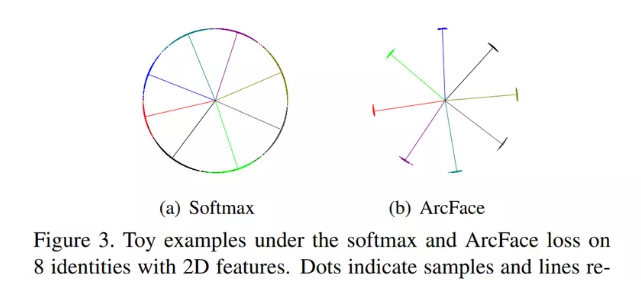 (a) Softmax (b) ArcFace
Figure 3. Toy examples under the softmax and ArcFace loss on
8 identities with 2D features. Dots indicate samples and lines re-